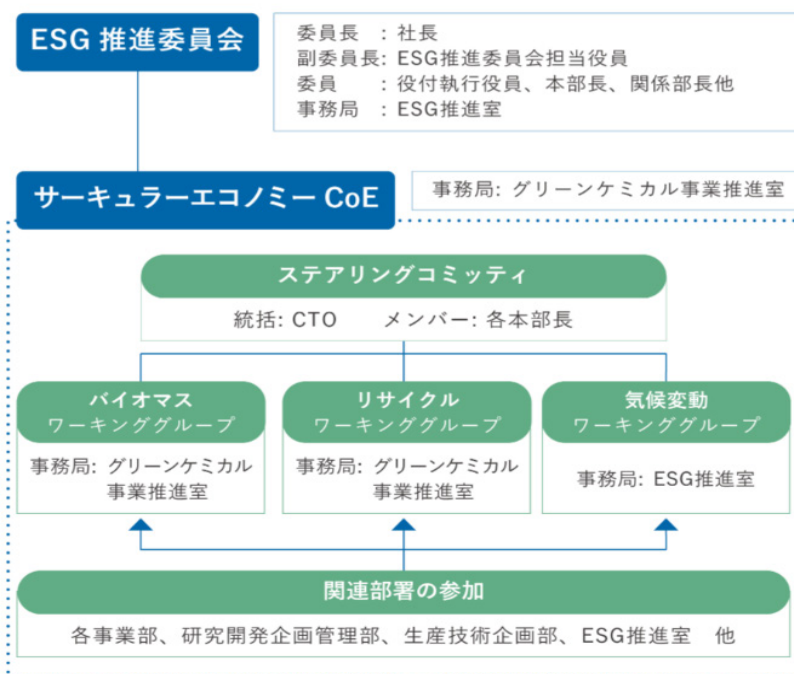 ESG 推進委員会
委員長 : 社長
副委員長: ESG推進委員会担当役員
委員 : 役付執行役員、本部長、関係部長他
事務局 : ESG推進室
サーキュラーエコノミー CoE
事務局: グリーンケミカル事業推進室
ステアリングコミッティ
統括: CTO メンバー: 各本部長
バイオマス
ワーキンググループ
事務局: グリーンケミカル
事業推進室
リサイクル
ワーキンググループ
事務局: グリーンケミカル
事業推進室
気候変動
ワーキンググループ
事務局: ESG推進室
関連部署の参加
各事業部、研究開発企画管理部、生産技術企画部、ESG推進室 他